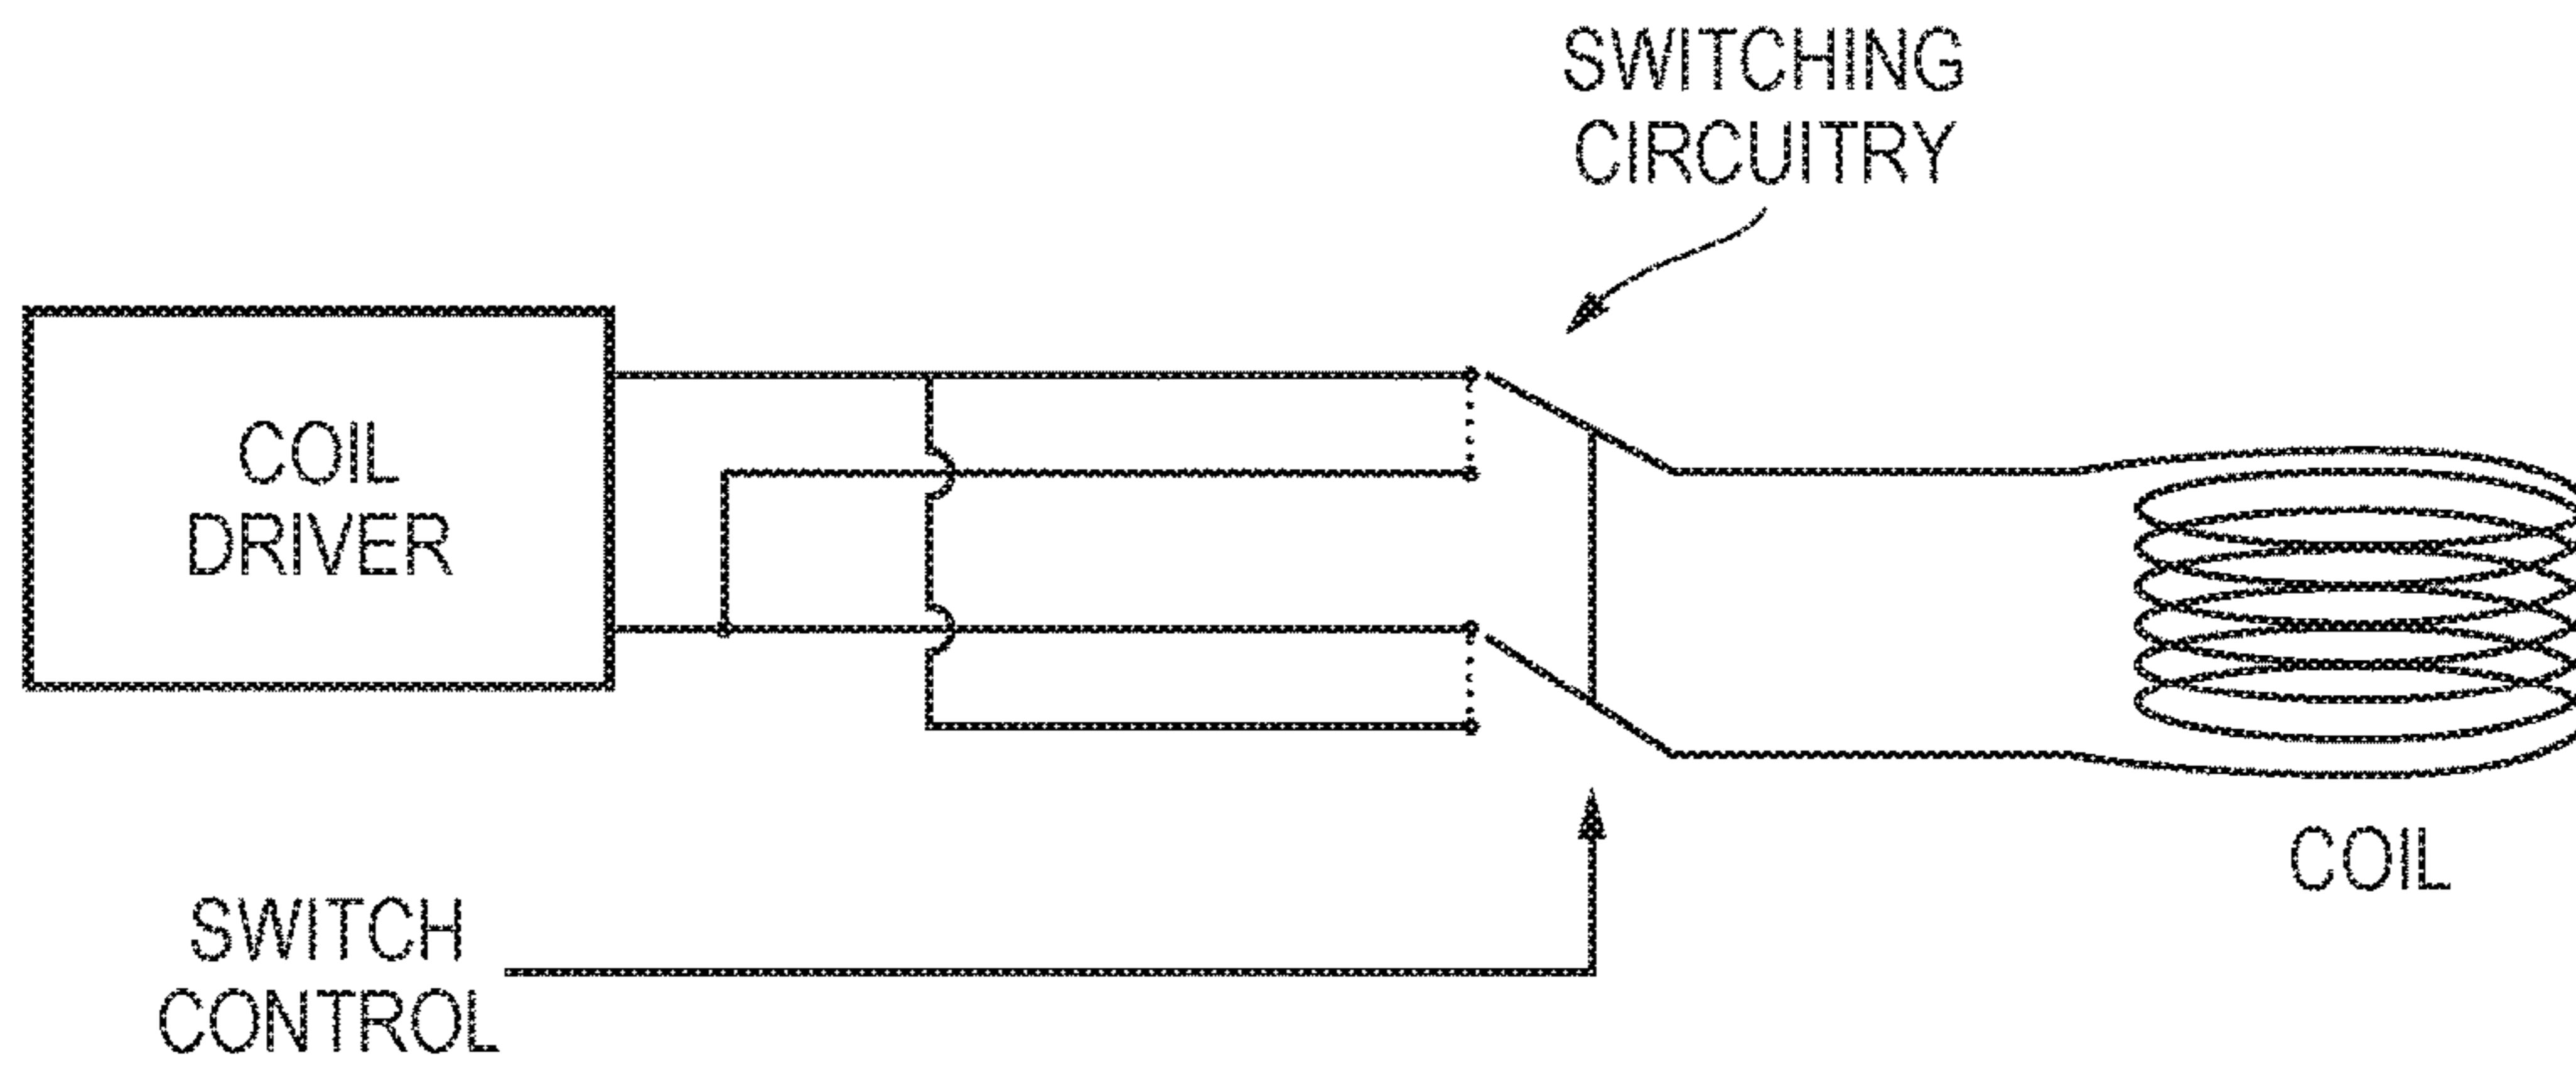 SWITCHING
CIRCUITRY
COIL
DRIVER
COIL
SWITCH
CONTROL